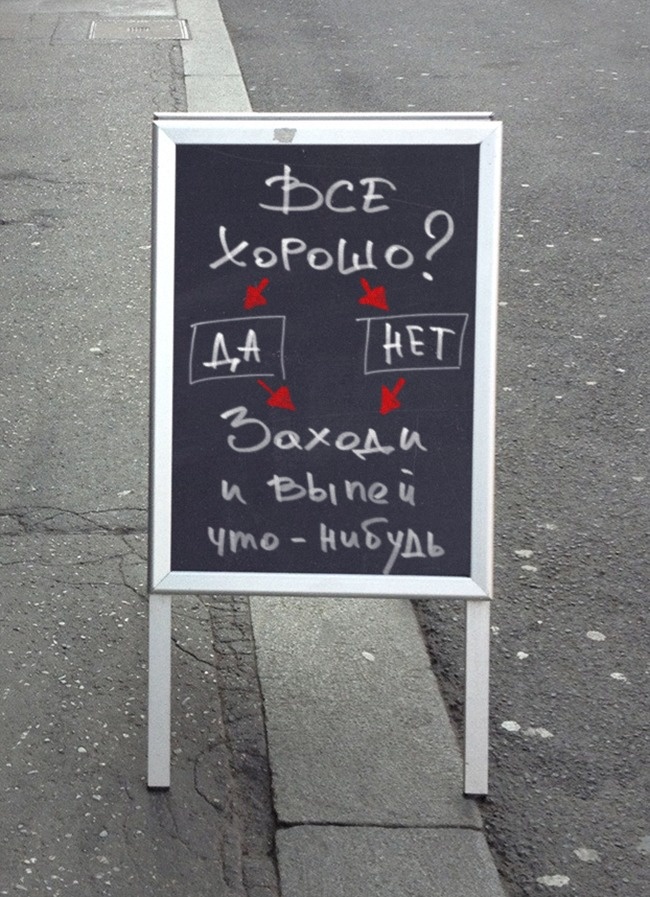 ВСЕ
ХОРОШО?
ДА
НЕТ
Заходи
и выпей
что-нибудь